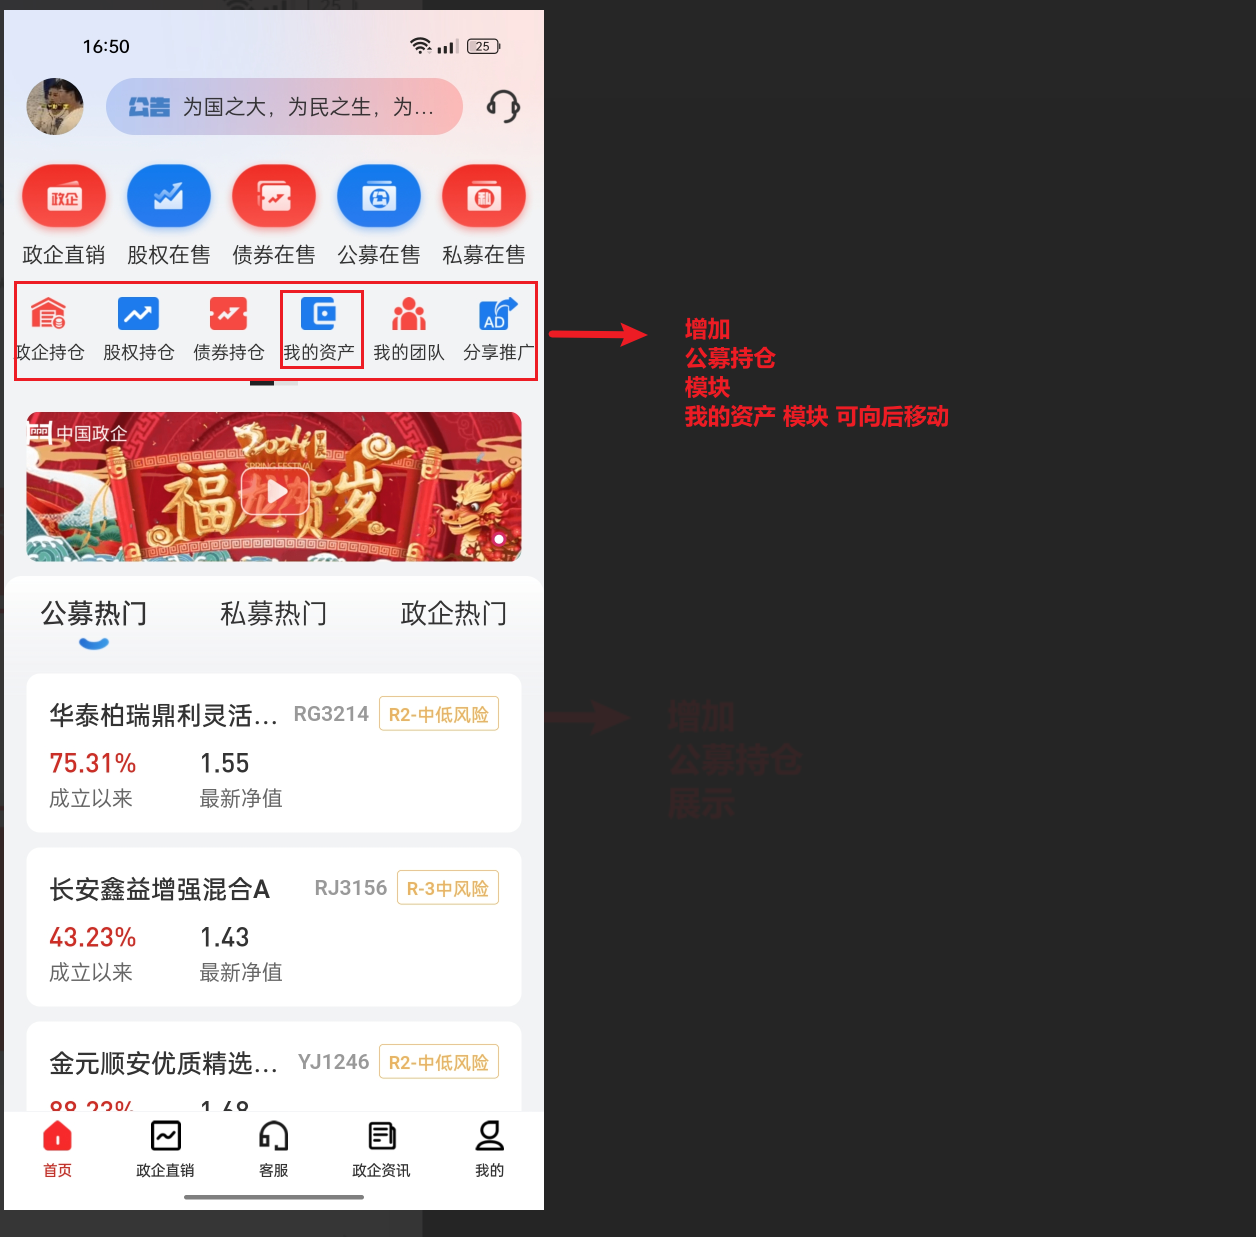 16:50
25
公告 为国之大，为民之生，为...
政企
私
政企直销 股权在售 债券在售 公募在售 私募在售
AD
政企持仓 股权持仓 债券持仓 我的资产 我的团队 分享推广
增加
公募持仓
模块
我的资产 模块 可向后移动
中国政企
2024
SPRING FESTIVAL
福龙贺岁
公募热门 私募热门 政企热门
华泰柏瑞鼎利灵活... RG3214 R2-中低风险
75.31% 1.55
成立以来 最新净值
增加
公募持仓
展示
长安鑫益增强混合A RJ3156 R-3中风险
43.23% 1.43
成立以来 最新净值
金元顺安优质精选... YJ1246 R2-中低风险
88.23% 1.68
首页 政企直销 客服 政企资讯 我的